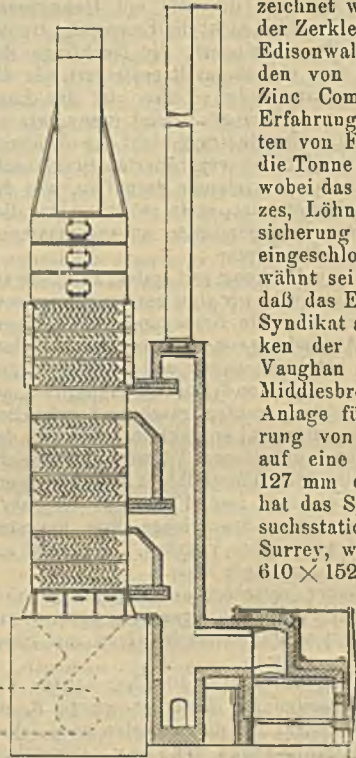 zeichnet w
der Zerkle
Edisonwal
den von
Zinc Com
Erfahrung
ten von F
die Tonne
wobei das
zes, Löhn
sicherung
eingeschlo
wähnt sei
daß das E
Syndikat a
ken der
Vaughan
Middlesbr
Anlage fü
rung von
auf eine
127 mm
hat das S
suchsstatio
Surrey, w
610 × 152